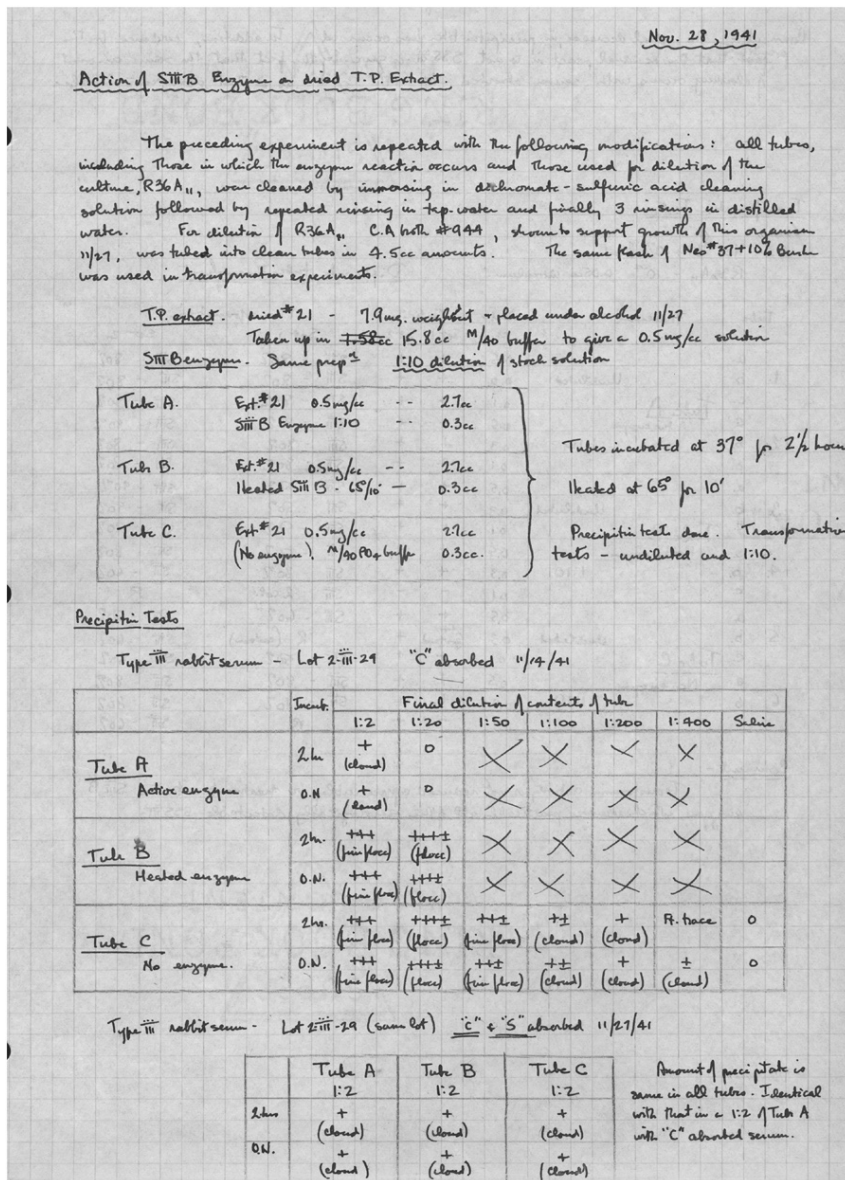 Nov. 28, 1941
Action of SIII B Enzyme on dried T.P. Extract.
The preceding experiment is repeated with the following modifications: all tubes,
including those in which the enzyme reaction occurs and those used for dilution of the
culture, R36A₁₁, were cleaned by immersing in dichromate-sulfuric acid cleaning
solution followed by repeated rinsing in tap water and finally 3 rinsings in distilled
water. For dilution of R36A₁₁ C.A broth #944, shown to support growth of this organism
11/27, was tubed into clean tubes in 4.5cc amounts. The same flask of Neo #37+10%
was used in transformation experiments.
T.P. extract. dried #21 - 7.9mg. weighed out + placed under alcohol 11/27
Taken up in 1.58cc 15.8cc M/40 buffer to give a 0.5mg/cc solution
SIII B enzyme. Same prepⁿ 1:10 dilution of stock solution
Tube A. Ext.#21 0.5mg/cc -- 2.7cc
SIII B Enzyme 1:10 -- 0.3cc
Tubes incubated at 37° for 2½ hours
Tube B. Ext.#21 0.5mg/cc -- 2.7cc
Heated SIII B - 65°/10' -- 0.3cc
Heated at 65° for 10'
Tube C. Ext#21 0.5mg/cc 2.7cc
Precipitin tests done. Transformation
(No enzyme). M/40 PO₄ buffer 0.3cc.
tests - undiluted and 1:10.
Precipitin Tests
Type III rabbit serum - Lot 2-III-29 "C" absorbed 11/14/41
Incub. Final dilution of contents of tube
1:2 1:20 1:50 1:100 1:200 1:400 Saline
Tube A 2hr + 0 X X X X
(cloud)
Active enzyme O.N + 0 X X X X
(cloud)
Tube B 2hr. +++ +++± X X X X
(fine flocc) (flocc)
Heated enzyme O.N. +++ +++± X X X X
(fine flocc) (flocc)
Tube C 2hr. +++ +++± ++± +± + ft. trace 0
(fine flocc) (flocc) (fine flocc) (cloud) (cloud)
No enzyme. O.N. +++ +++± ++± +± + ± 0
(fine flocc) (flocc) (fine flocc) (cloud) (cloud) (cloud)
Type III rabbit serum - Lot 2-III-29 (same lot) "C" & "S" absorbed 11/27/41
Tube A Tube B Tube C
1:2 1:2 1:2
2hrs + + +
(cloud) (cloud) (cloud)
O.N. + + +
(cloud) (cloud) (cloud)
Amount of precipitate is
same in all tubes. Identical
with that in a 1:2 of Tube A
with "C" absorbed serum.